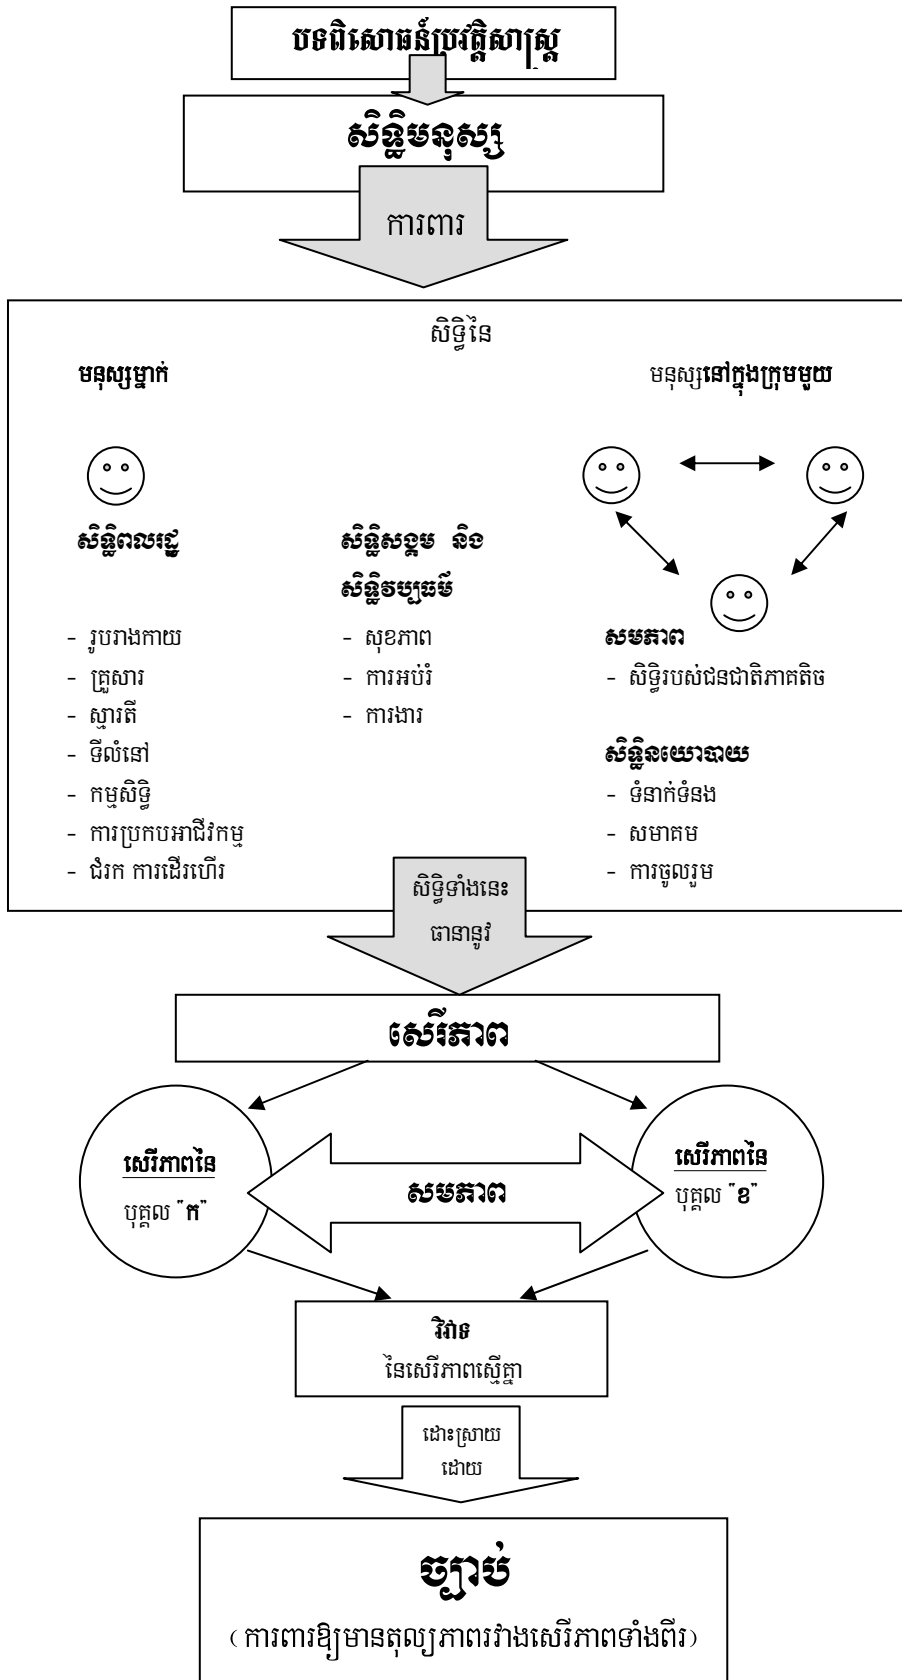 បទពិសោធន៍ប្រវត្តិសាស្ត្រ
សិទ្ធិមនុស្ស
ការពារ
សិទ្ធិនៃ
មនុស្សម្នាក់
មនុស្សនៅក្នុងក្រុមមួយ
សិទ្ធិពលរដ្ឋ
- រូបរាងកាយ
- គ្រួសារ
- ស្មារតី
- ទីលំនៅ
- កម្មសិទ្ធិ
- ការប្រកបអាជីវកម្ម
- ជំរក ការដើរហើរ
សិទ្ធិសង្គម និង
សិទ្ធិវប្បធម៌
- សុខភាព
- ការអប់រំ
- ការងារ
សមភាព
- សិទ្ធិរបស់ជនជាតិភាគតិច
សិទ្ធិនយោបាយ
- ទំនាក់ទំនង
- សមាគម
- ការចូលរួម
សិទ្ធិទាំងនេះ
ធានានូវ
សេរីភាព
សេរីភាពនៃ
បុគ្គល "ក"
សមភាព
សេរីភាពនៃ
បុគ្គល "ខ"
វិវាទ
នៃសេរីភាពស្មើគ្នា
ដោះស្រាយ
ដោយ
ច្បាប់
( ការពារឱ្យមានតុល្យភាពរវាងសេរីភាពទាំងពីរ)